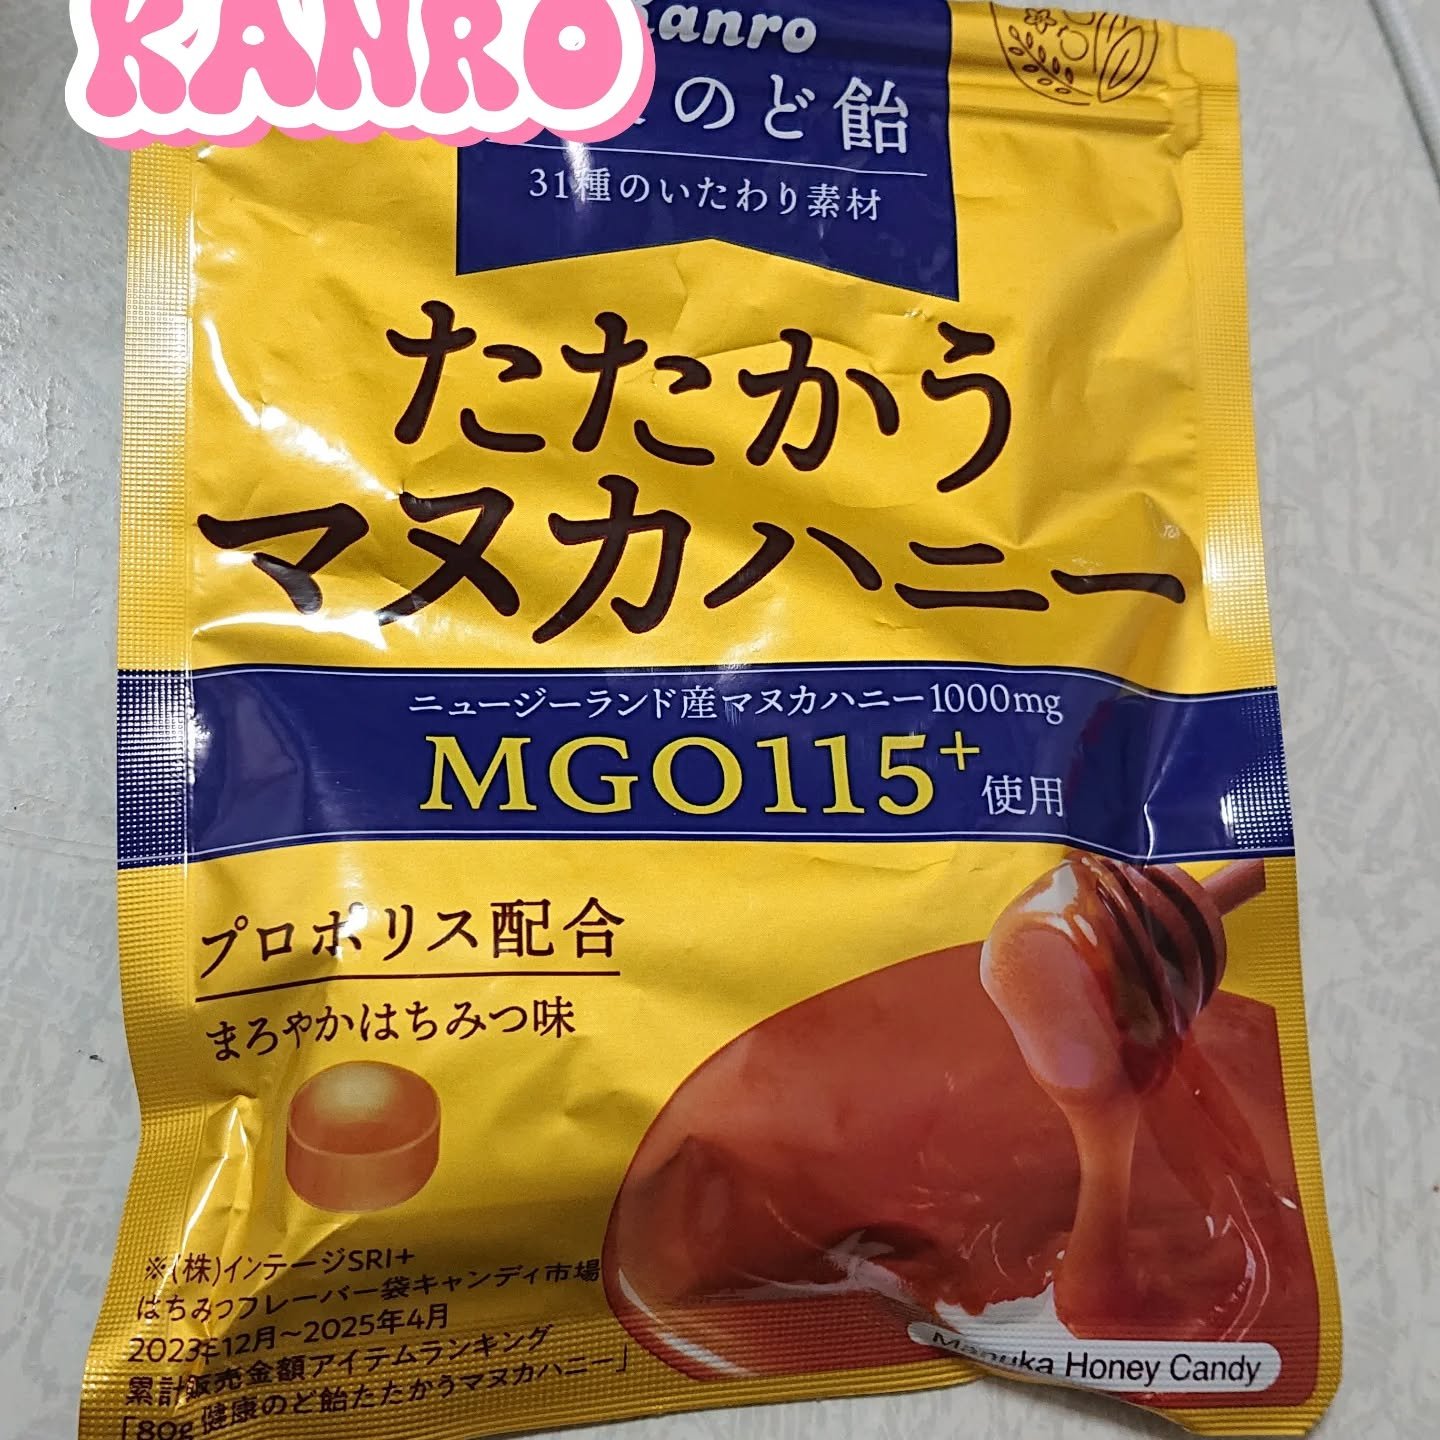 KANRO
Kanro
のど飴
31種のいたわり素材
たたかう
マヌカハニー
ニュージーランド産マヌカハニー1000mg
MGO115+使用
プロポリス配合
まろやかはちみつ味
※(株)インテージSRI+
はちみつフレーバー袋キャンディ市場
2023年12月～2025年4月
累計販売金額アイテムランキング
「80g 健康のど飴たたかうマヌカハニー」
Manuka Honey Candy